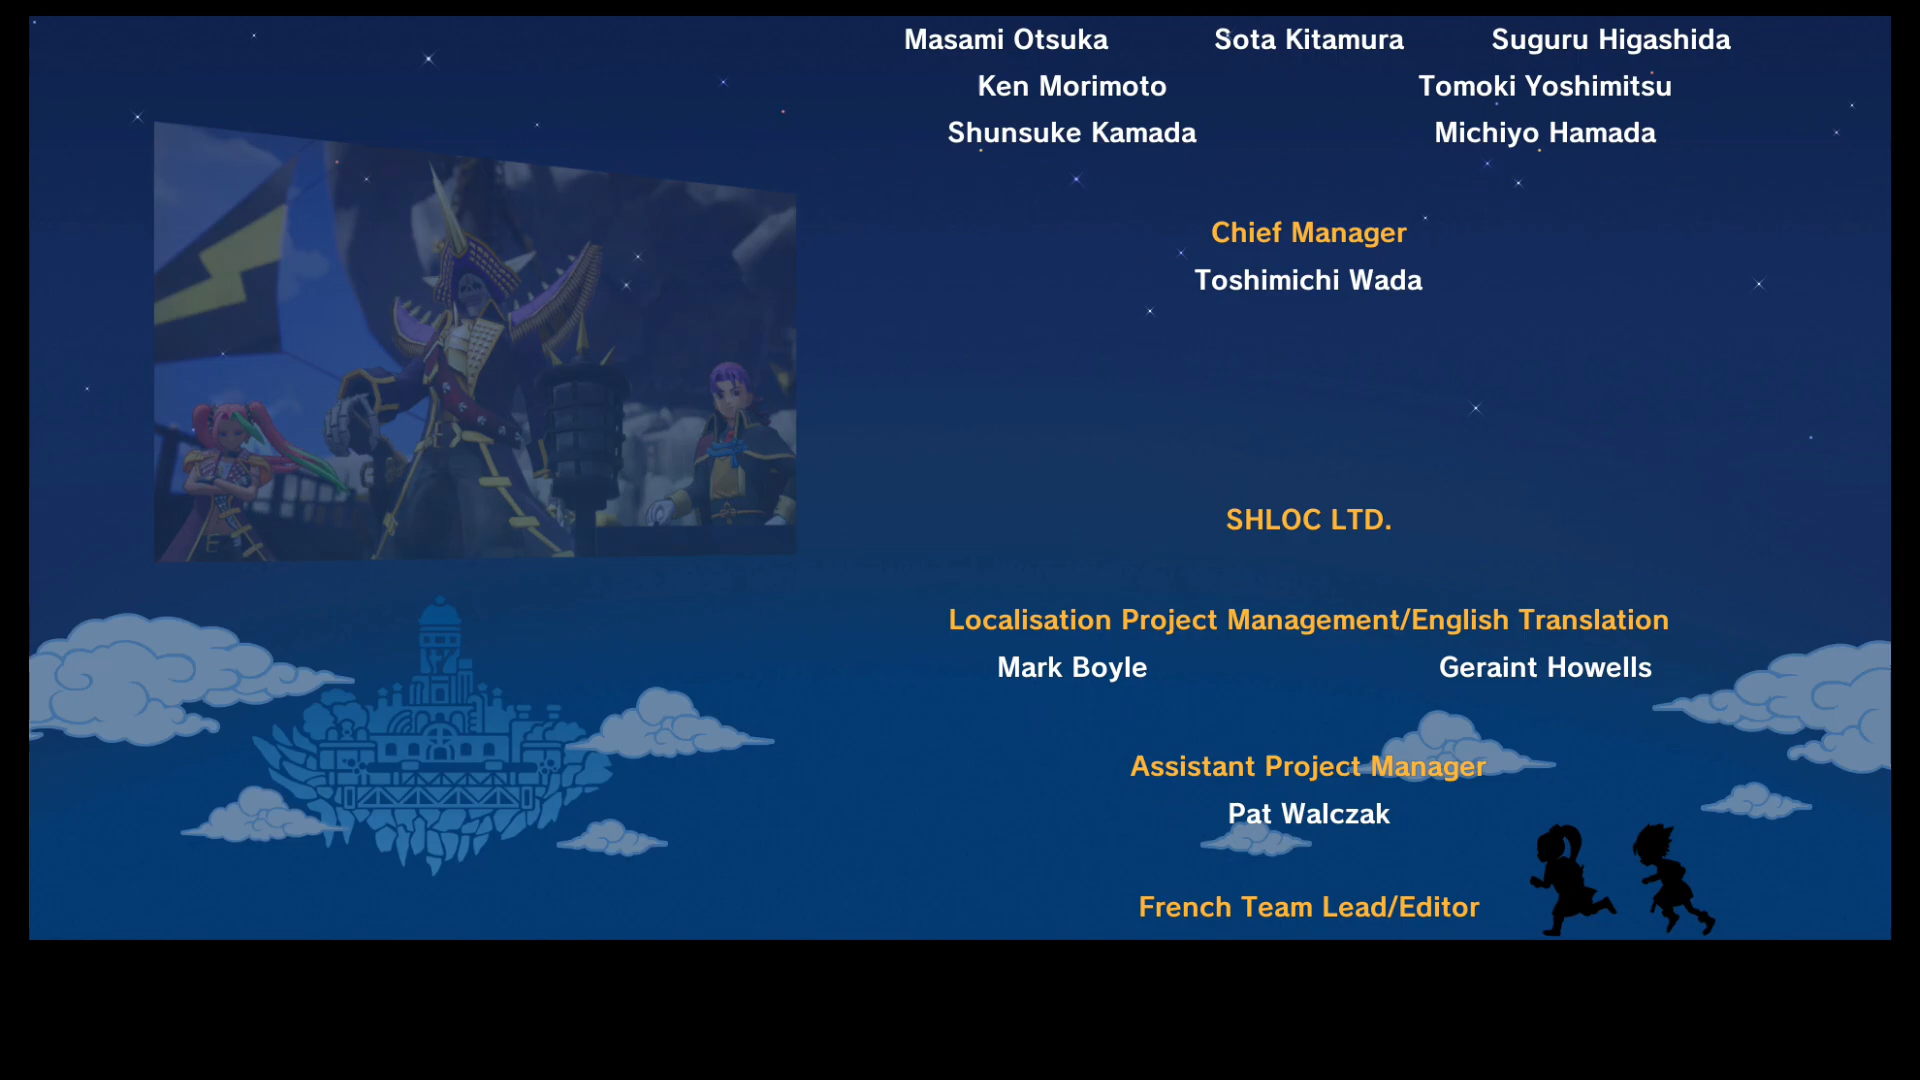 Masami Otsuka Sota Kitamura Suguru Higashida
Ken Morimoto Tomoki Yoshimitsu
Shunsuke Kamada Michiyo Hamada
Chief Manager
Toshimichi Wada
SHLOC LTD.
Localisation Project Management/English Translation
Mark Boyle Geraint Howells
Assistant Project Manager
Pat Walczak
French Team Lead/Editor